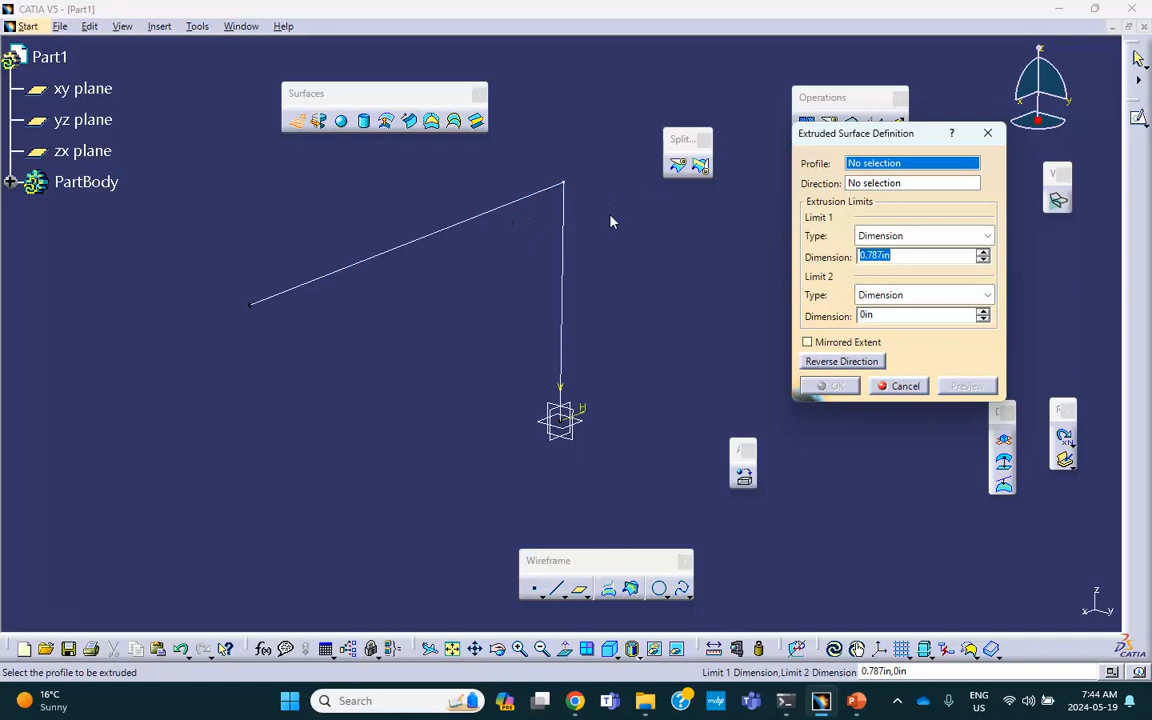 CATIA V5 - [Part1]
Start File Edit View Insert Tools Window Help
Part1
xy plane
yz plane
zx plane
PartBody
Surfaces
Split...
Operations
Extruded Surface Definition ? ×
Profile: No selection
Direction: No selection
Extrusion Limits
Limit 1
Type: Dimension
Dimension: 0.787in
Limit 2
Type: Dimension
Dimension: 0in
Mirrored Extent
Reverse Direction
OK Cancel Preview
x y
V
H
E
R
A
Wireframe
z
x y
f(x)
CATIA
Select the profile to be extruded
Limit 1 Dimension,Limit 2 Dimension 0.787in,0in
16°C
Sunny
Search
PRE
mdp
ENG
US
7:44 AM
2024-05-19